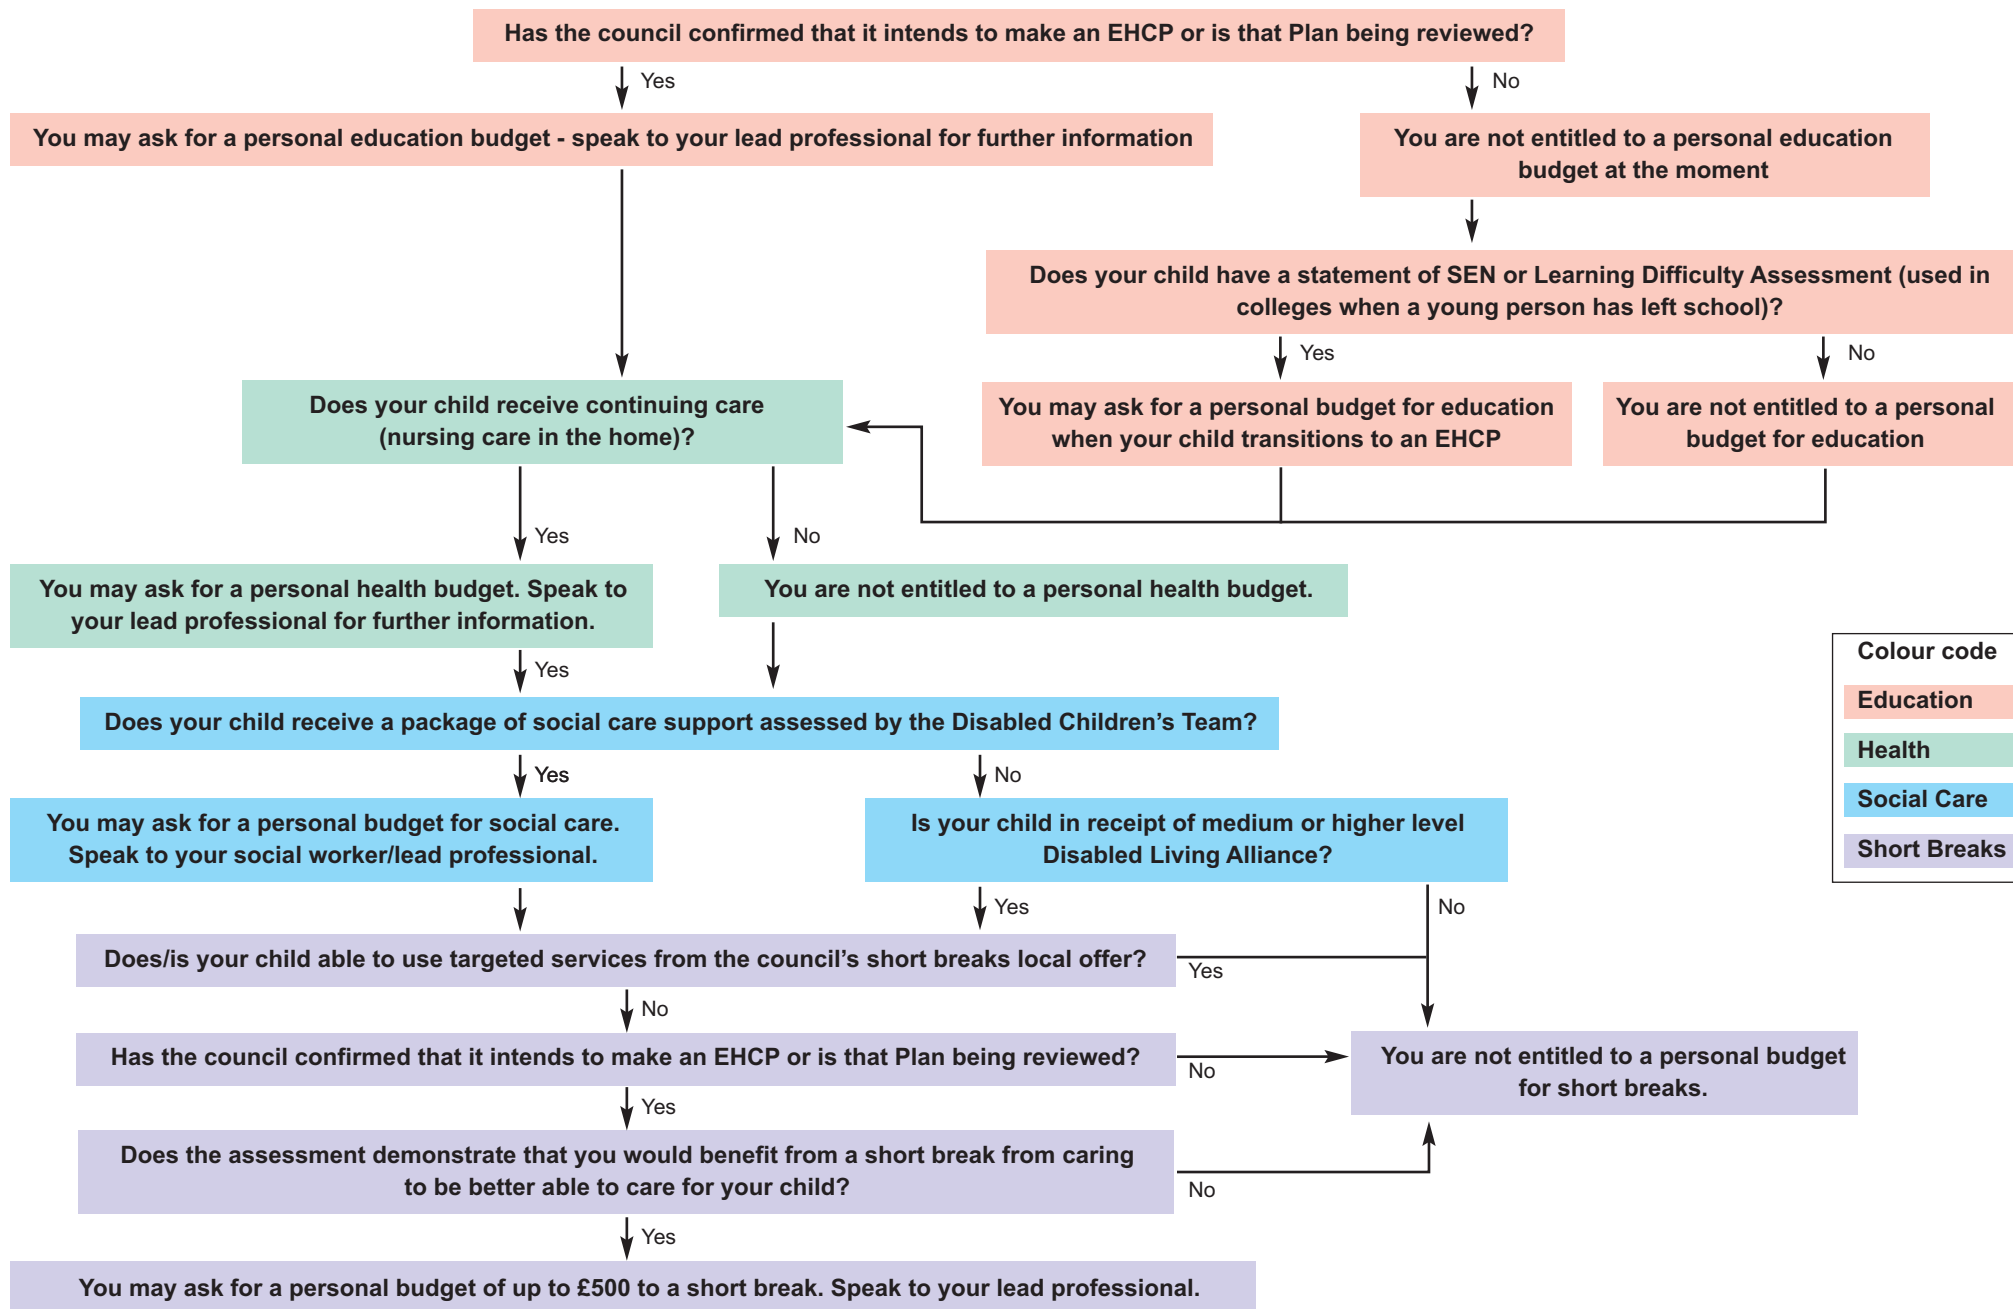 Has the council confirmed that it intends to make an EHCP or is that Plan being reviewed?
Yes
No
You may ask for a personal education budget - speak to your lead professional for further information
You are not entitled to a personal education
budget at the moment
Does your child have a statement of SEN or Learning Difficulty Assessment (used in
colleges when a young person has left school)?
Yes
No
You may ask for a personal budget for education
when your child transitions to an EHCP
You are not entitled to a personal
budget for education
Does your child receive continuing care
(nursing care in the home)?
Yes
No
You may ask for a personal health budget. Speak to
your lead professional for further information.
You are not entitled to a personal health budget.
Yes
Does your child receive a package of social care support assessed by the Disabled Children’s Team?
Yes
No
You may ask for a personal budget for social care.
Speak to your social worker/lead professional.
Is your child in receipt of medium or higher level
Disabled Living Alliance?
Yes
No
Does/is your child able to use targeted services from the council’s short breaks local offer?
Yes
No
Has the council confirmed that it intends to make an EHCP or is that Plan being reviewed?
No
Yes
You are not entitled to a personal budget
for short breaks.
Does the assessment demonstrate that you would benefit from a short break from caring
to be better able to care for your child?
No
Yes
You may ask for a personal budget of up to £500 to a short break. Speak to your lead professional.
Colour code
Education
Health
Social Care
Short Breaks